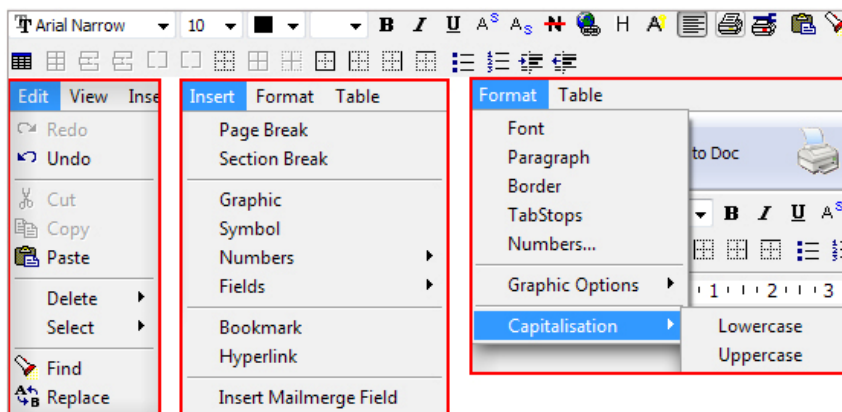 Arial Narrow 10 B I U A S A S N H A
Edit View Inse
Redo
Undo
Cut
Copy
Paste
Delete
Select
Find
Replace
Insert Format Table
Page Break
Section Break
Graphic
Symbol
Numbers
Fields
Bookmark
Hyperlink
Insert Mailmerge Field
Format Table
Font
Paragraph
Border
TabStops
Numbers...
Graphic Options
Capitalisation
Lowercase
Uppercase
to Doc
B I U A S
1 2 3